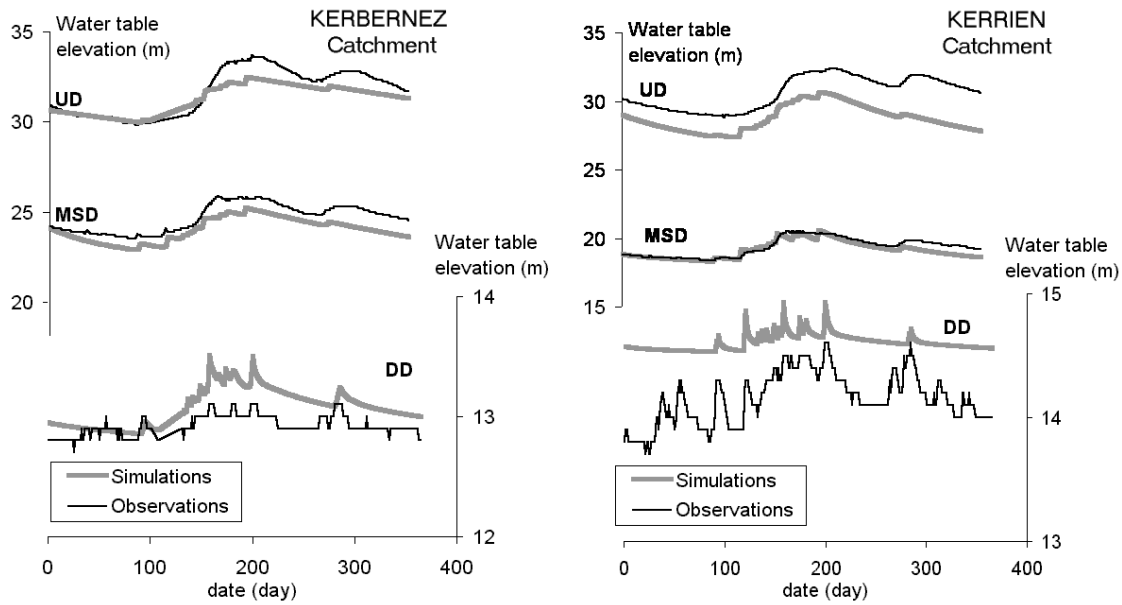 KERBERNEZ
Catchment
Water table
elevation (m)
35
30
25
20
UD
MSD
DD
Water table
elevation (m)
14
13
12
Simulations
Observations
0
100
200
300
400
date (day)
KERRIEN
Catchment
Water table
elevation (m)
35
30
25
20
15
UD
MSD
DD
Water table
elevation (m)
15
14
13
Simulations
Observations
0
100
200
300
400
date (day)